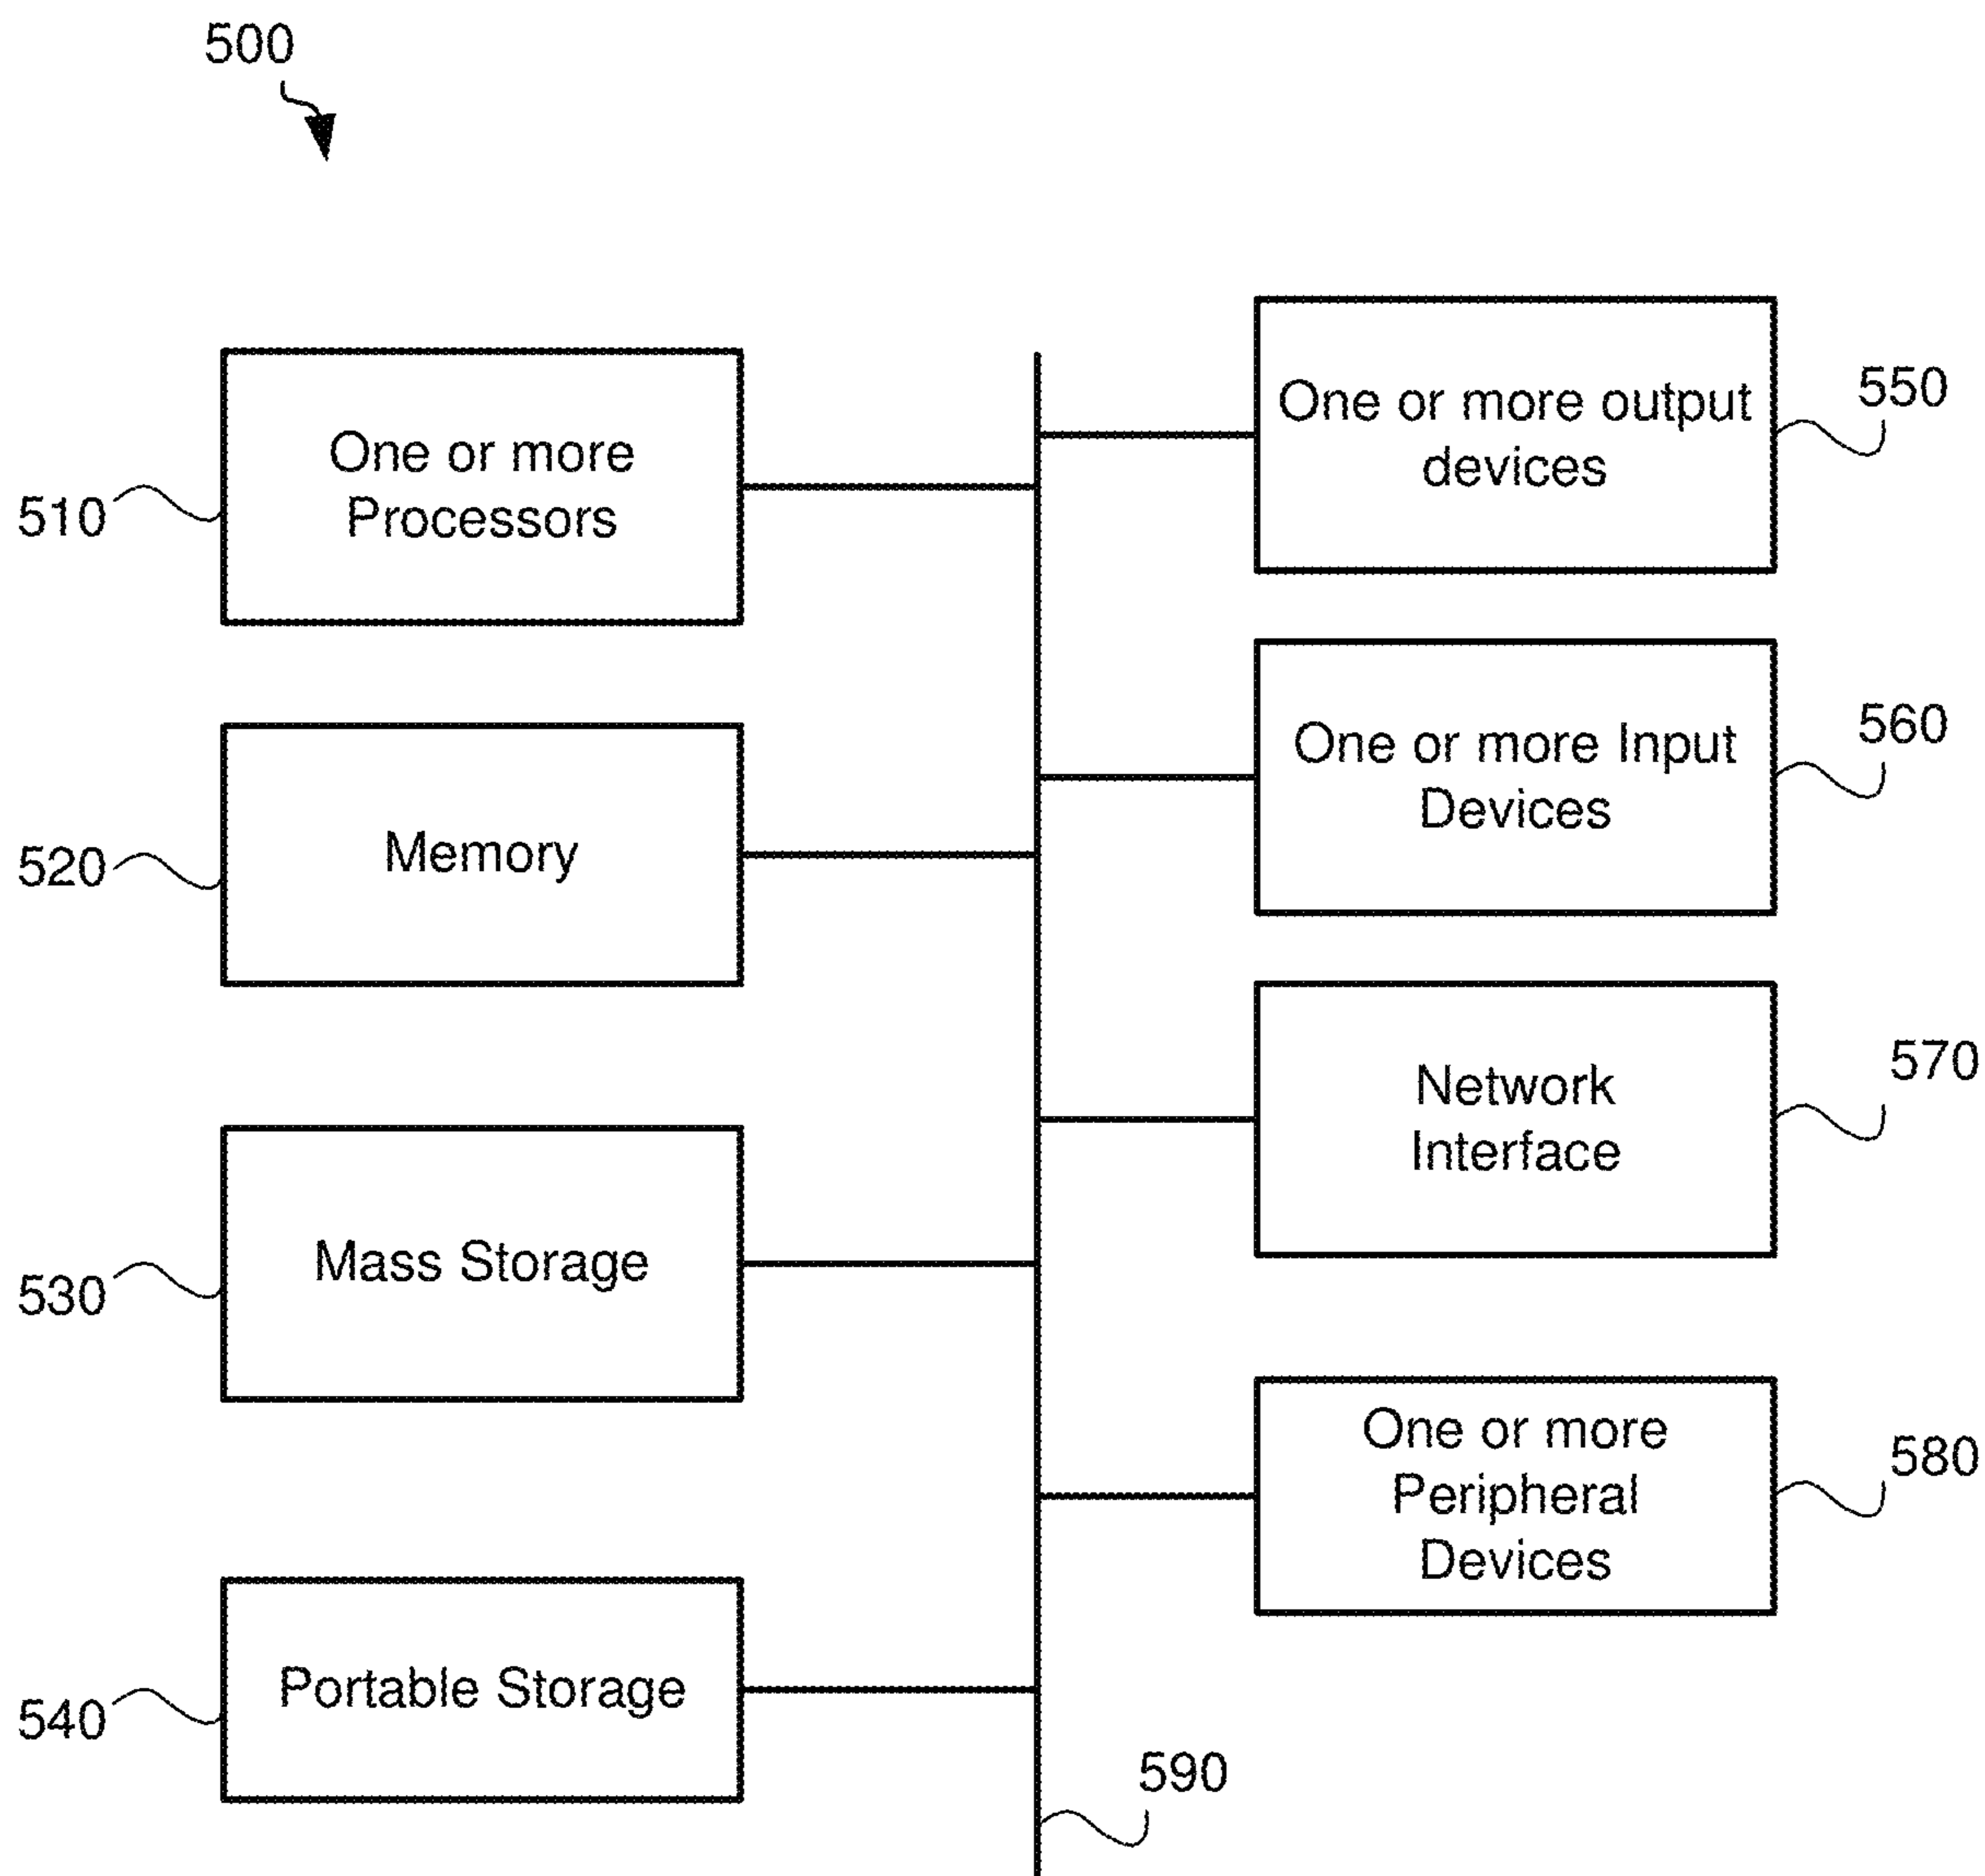 500
One or more
Processors
510
Memory
520
Mass Storage
530
Portable Storage
540
One or more output
devices
550
One or more Input
Devices
560
Network
Interface
570
One or more
Peripheral
Devices
580
590